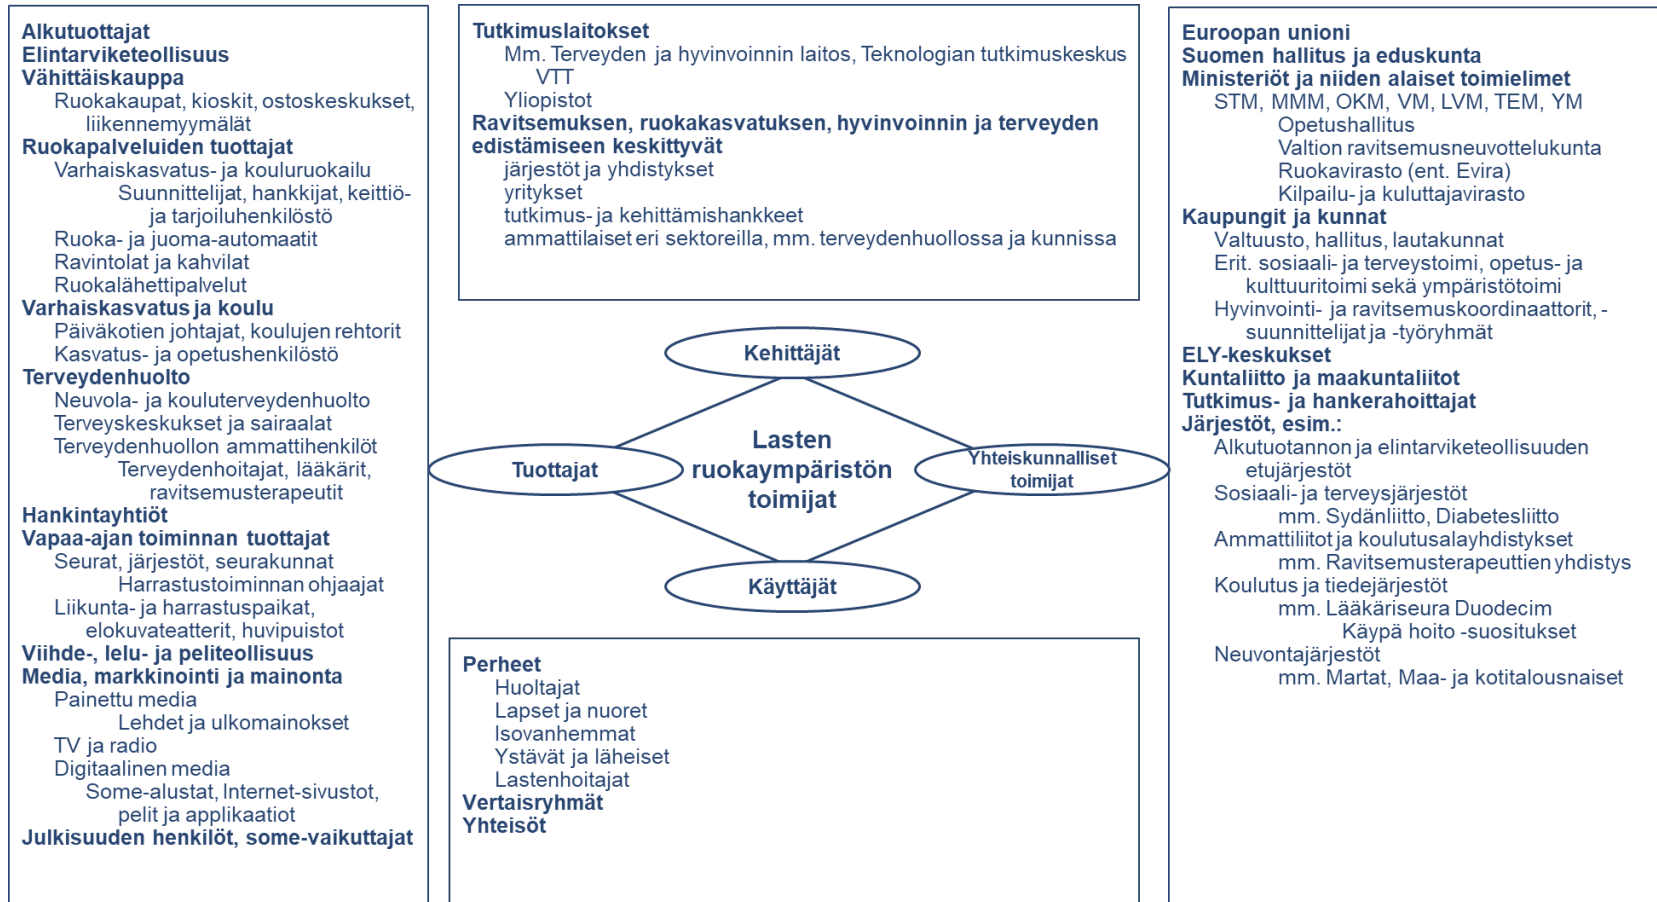 Alkutuottajat
Elintarviketeollisuus
Vähittäiskauppa
Ruokakaupat, kioskit, ostoskeskukset,
liikennemyymälät
Ruokapalveluiden tuottajat
Varhaiskasvatus- ja kouluruokailu
Suunnittelijat, hankkijat, keittiö-
ja tarjoiluhenkilöstö
Ruoka- ja juoma-automaatit
Ravintolat ja kahvilat
Ruokalähettipalvelut
Varhaiskasvatus ja koulu
Päiväkotien johtajat, koulujen rehtorit
Kasvatus- ja opetushenkilöstö
Terveydenhuolto
Neuvola- ja kouluterveydenhuolto
Terveyskeskukset ja sairaalat
Terveydenhuollon ammattihenkilöt
Terveydenhoitajat, lääkärit,
ravitsemusterapeutit
Hankintayhtiöt
Vapaa-ajan toiminnan tuottajat
Seurat, järjestöt, seurakunnat
Harrastustoiminnan ohjaajat
Liikunta- ja harrastuspaikat,
elokuvateatterit, huvipuistot
Viihde-, lelu- ja peliteollisuus
Media, markkinointi ja mainonta
Painettu media
Lehdet ja ulkomainokset
TV ja radio
Digitaalinen media
Some-alustat, Internet-sivustot,
pelit ja applikaatiot
Julkisuuden henkilöt, some-vaikuttajat
Tutkimuslaitokset
Mm. Terveyden ja hyvinvoinnin laitos, Teknologian tutkimuskeskus
VTT
Yliopistot
Ravitsemuksen, ruokakasvatuksen, hyvinvoinnin ja terveyden
edistämiseen keskittyvät
järjestöt ja yhdistykset
yritykset
tutkimus- ja kehittämishankkeet
ammattilaiset eri sektoreilla, mm. terveydenhuollossa ja kunnissa
Kehittäjät
Tuottajat
Lasten
ruokaympäristön
toimijat
Yhteiskunnalliset
toimijat
Käyttäjät
Perheet
Huoltajat
Lapset ja nuoret
Isovanhemmat
Ystävät ja läheiset
Lastenhoitajat
Vertaisryhmät
Yhteisöt
Euroopan unioni
Suomen hallitus ja eduskunta
Ministeriöt ja niiden alaiset toimielimet
STM, MMM, OKM, VM, LVM, TEM, YM
Opetushallitus
Valtion ravitsemusneuvottelukunta
Ruokavirasto (ent. Evira)
Kilpailu- ja kuluttajavirasto
Kaupungit ja kunnat
Valtuusto, hallitus, lautakunnat
Erit. sosiaali- ja terveystoimi, opetus- ja
kulttuuritoimi sekä ympäristötoimi
Hyvinvointi- ja ravitsemuskoordinaattorit, -
suunnittelijat ja -työryhmät
ELY-keskukset
Kuntaliitto ja maakuntaliitot
Tutkimus- ja hankerahoittajat
Järjestöt, esim.:
Alkutuotannon ja elintarviketeollisuuden
etujärjestöt
Sosiaali- ja terveysjärjestöt
mm. Sydänliitto, Diabetesliitto
Ammattiliitot ja koulutusalayhdistykset
mm. Ravitsemusterapeuttien yhdistys
Koulutus ja tiedejärjestöt
mm. Lääkäriseura Duodecim
Käypä hoito -suositukset
Neuvontajärjestöt
mm. Martat, Maa- ja kotitalousnaiset